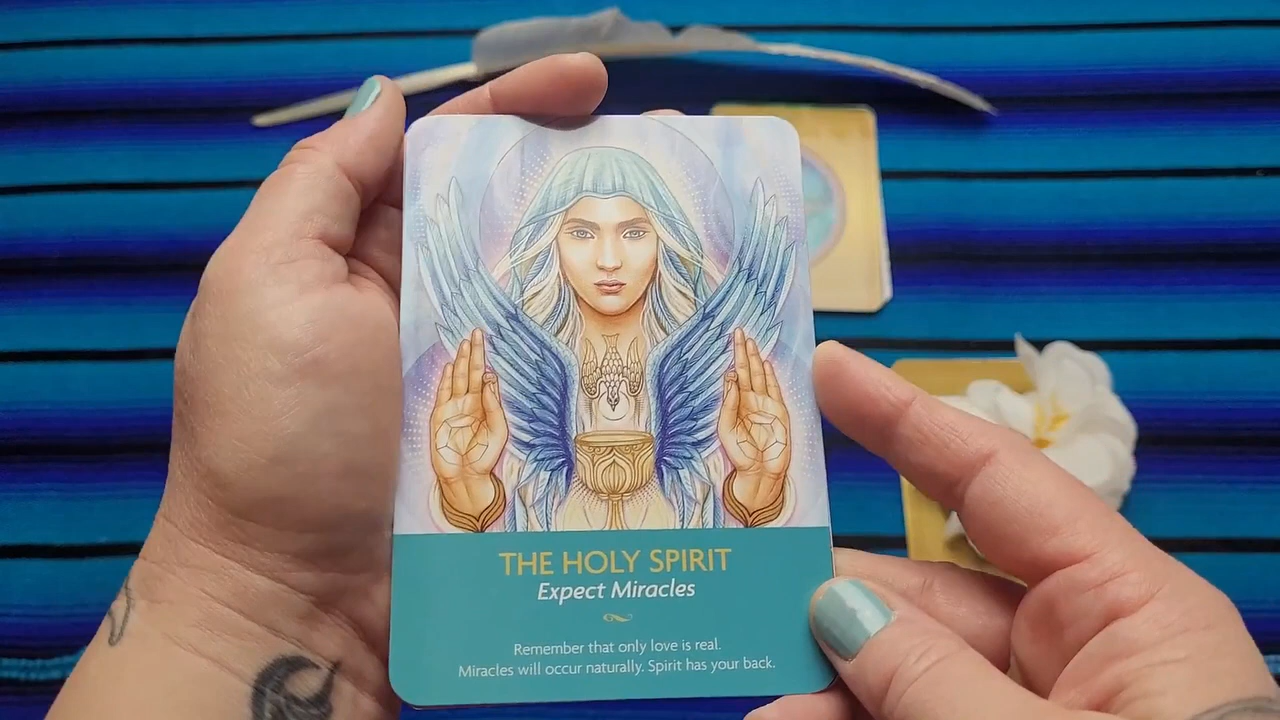 THE HOLY SPIRIT
Expect Miracles
Remember that only love is real.
Miracles will occur naturally. Spirit has your back.